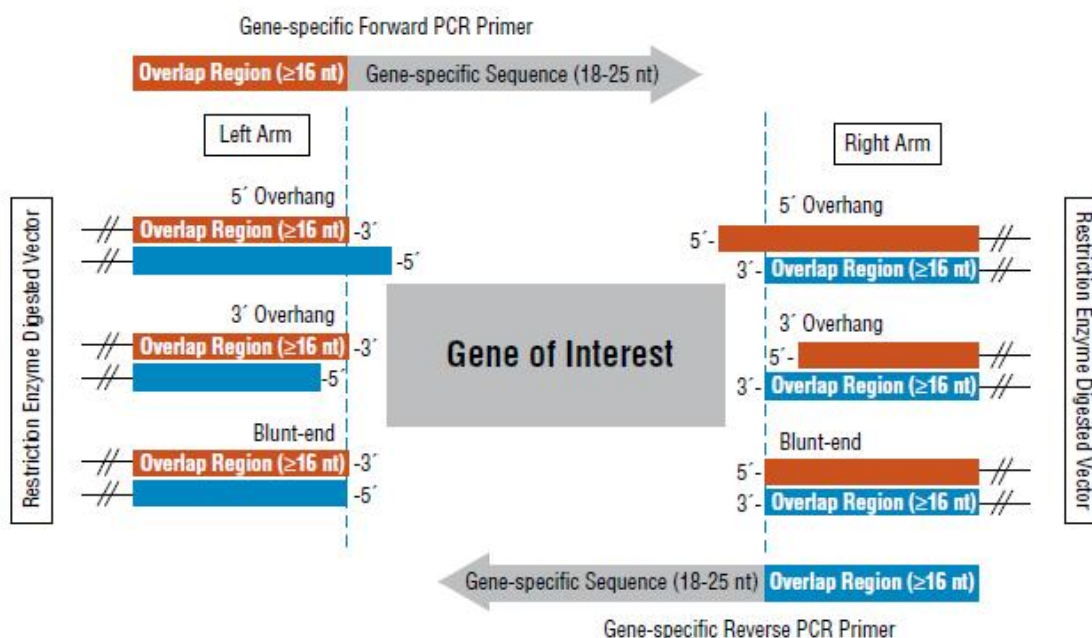 Gene-specific Forward PCR Primer
Overlap Region (≥16 nt)
Gene-specific Sequence (18-25 nt)
Left Arm
Right Arm
Restriction Enzyme Digested Vector
5´ Overhang
Overlap Region (≥16 nt)
-3´
-5´
3´ Overhang
Overlap Region (≥16 nt)
-3´
-5´
Blunt-end
Overlap Region (≥16 nt)
-3´
-5´
Gene of Interest
5´ Overhang
5´-
3´-
Overlap Region (≥16 nt)
3´ Overhang
5´-
3´-
Overlap Region (≥16 nt)
Blunt-end
5´-
3´-
Overlap Region (≥16 nt)
Restriction Enzyme Digested Vector
Gene-specific Sequence (18-25 nt)
Overlap Region (≥16 nt)
Gene-specific Reverse PCR Primer